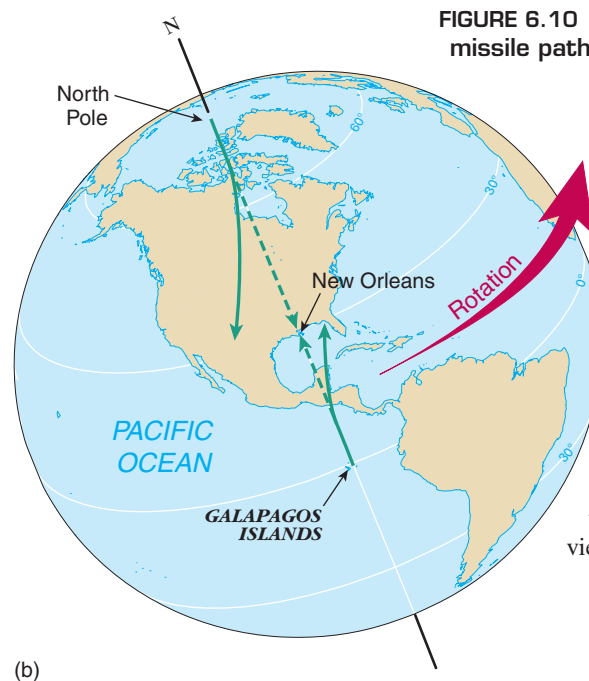 FIGURE 6.10
missile path
N
North
Pole
60°
30°
New Orleans
Rotation
0°
PACIFIC
OCEAN
30°
GALAPAGOS
ISLANDS
vie
(b)